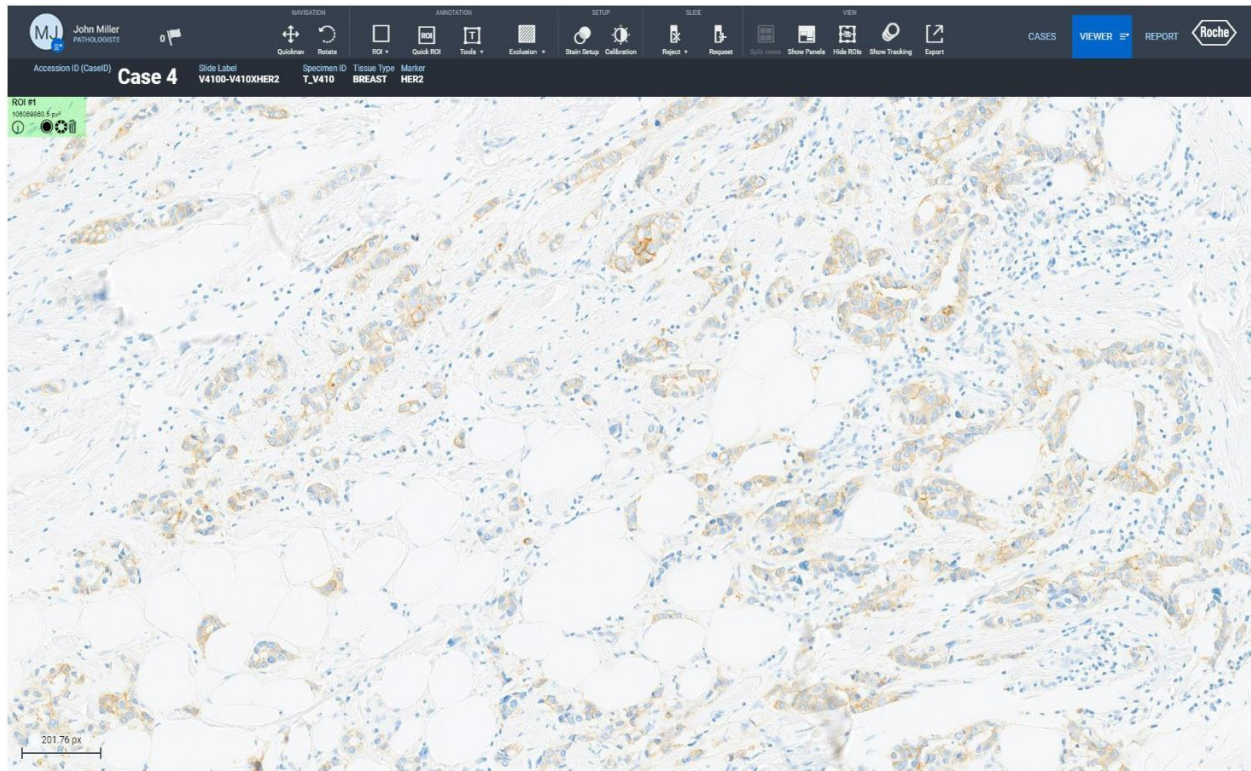 MJ
John Miller
PATHOLOGISTE
0
NAVIGATION
Quicknav
Rotate
ANNOTATION
ROI
ROI
Quick ROI
T
Tools
Exclusion
SETUP
Stain Setup
Calibration
SLIDE
Reject
Request
VIEW
Split views
Show Panels
Hide ROIs
Show Tracking
Export
CASES
VIEWER
REPORT
Roche
Accession ID (CaseID)
Case 4
Slide Label
V4100-V410XHER2
Specimen ID
T_V410
Tissue Type
BREAST
Marker
HER2
ROI #1
201.76 px